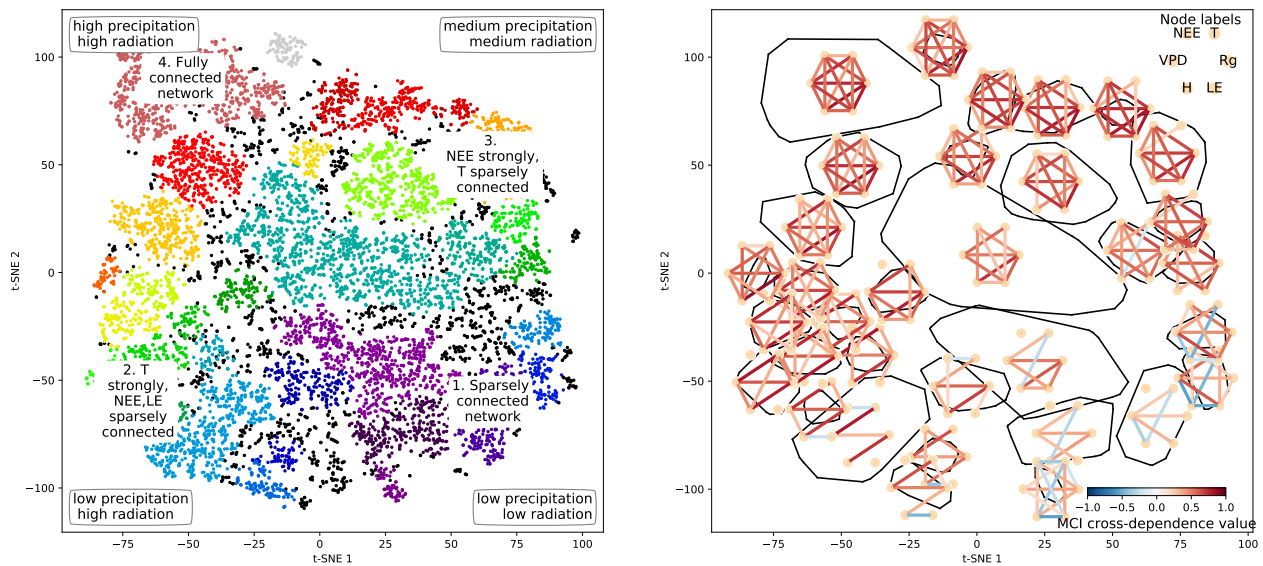 high precipitation
high radiation
medium precipitation
medium radiation
4. Fully
connected
network
3.
NEE strongly,
T sparsely
connected
2. T
strongly,
NEE,LE
sparsely
connected
1. Sparsely
connected
network
low precipitation
high radiation
low precipitation
low radiation
t-SNE 2
100
50
0
−50
−100
−75
−50
−25
0
25
50
75
100
t-SNE 1
Node labels
NEE T
VPD Rg
H LE
t-SNE 2
100
50
0
−50
−100
−1.0
−0.5
0.0
0.5
1.0
MCI cross-dependence value
−75
−50
−25
0
25
50
75
100
t-SNE 1